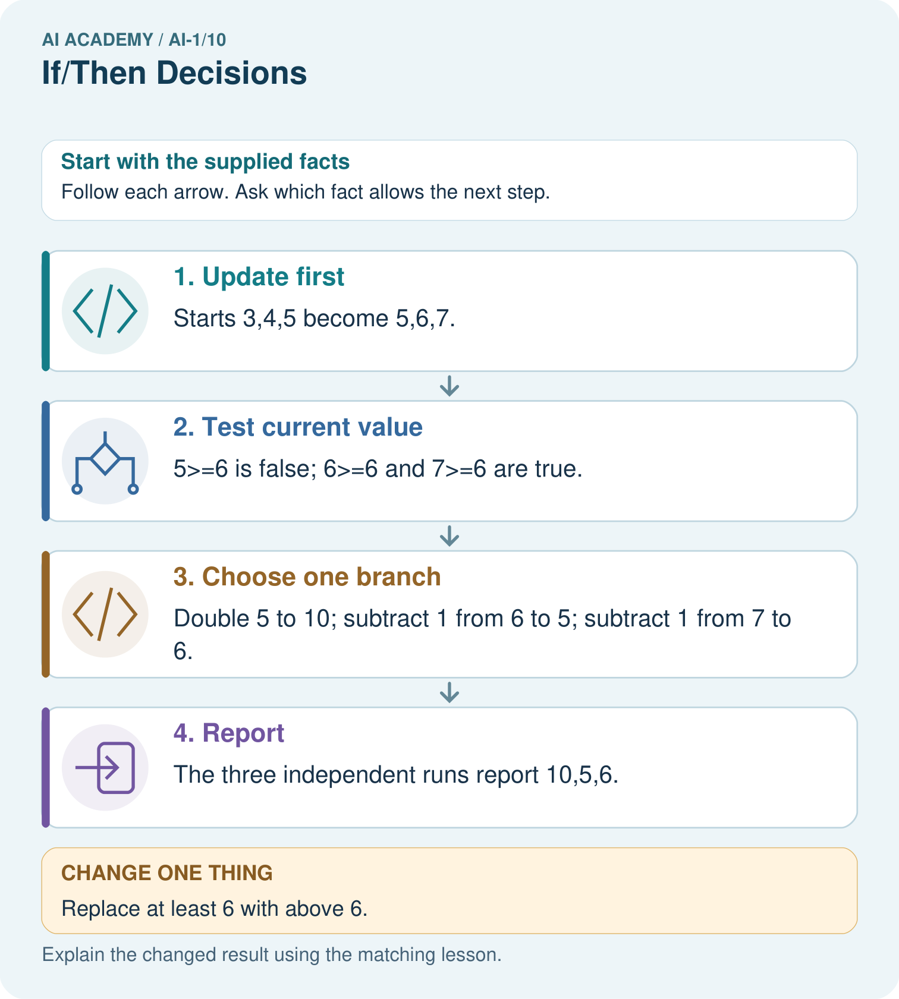 AI ACADEMY / AI-1/10
If/Then Decisions
Start with the supplied facts
Follow each arrow. Ask which fact allows the next step.
1. Update first
Starts 3,4,5 become 5,6,7.
2. Test current value
5>=6 is false; 6>=6 and 7>=6 are true.
3. Choose one branch
Double 5 to 10; subtract 1 from 6 to 5; subtract 1 from 7 to
6.
4. Report
The three independent runs report 10,5,6.
CHANGE ONE THING
Replace at least 6 with above 6.
Explain the changed result using the matching lesson.